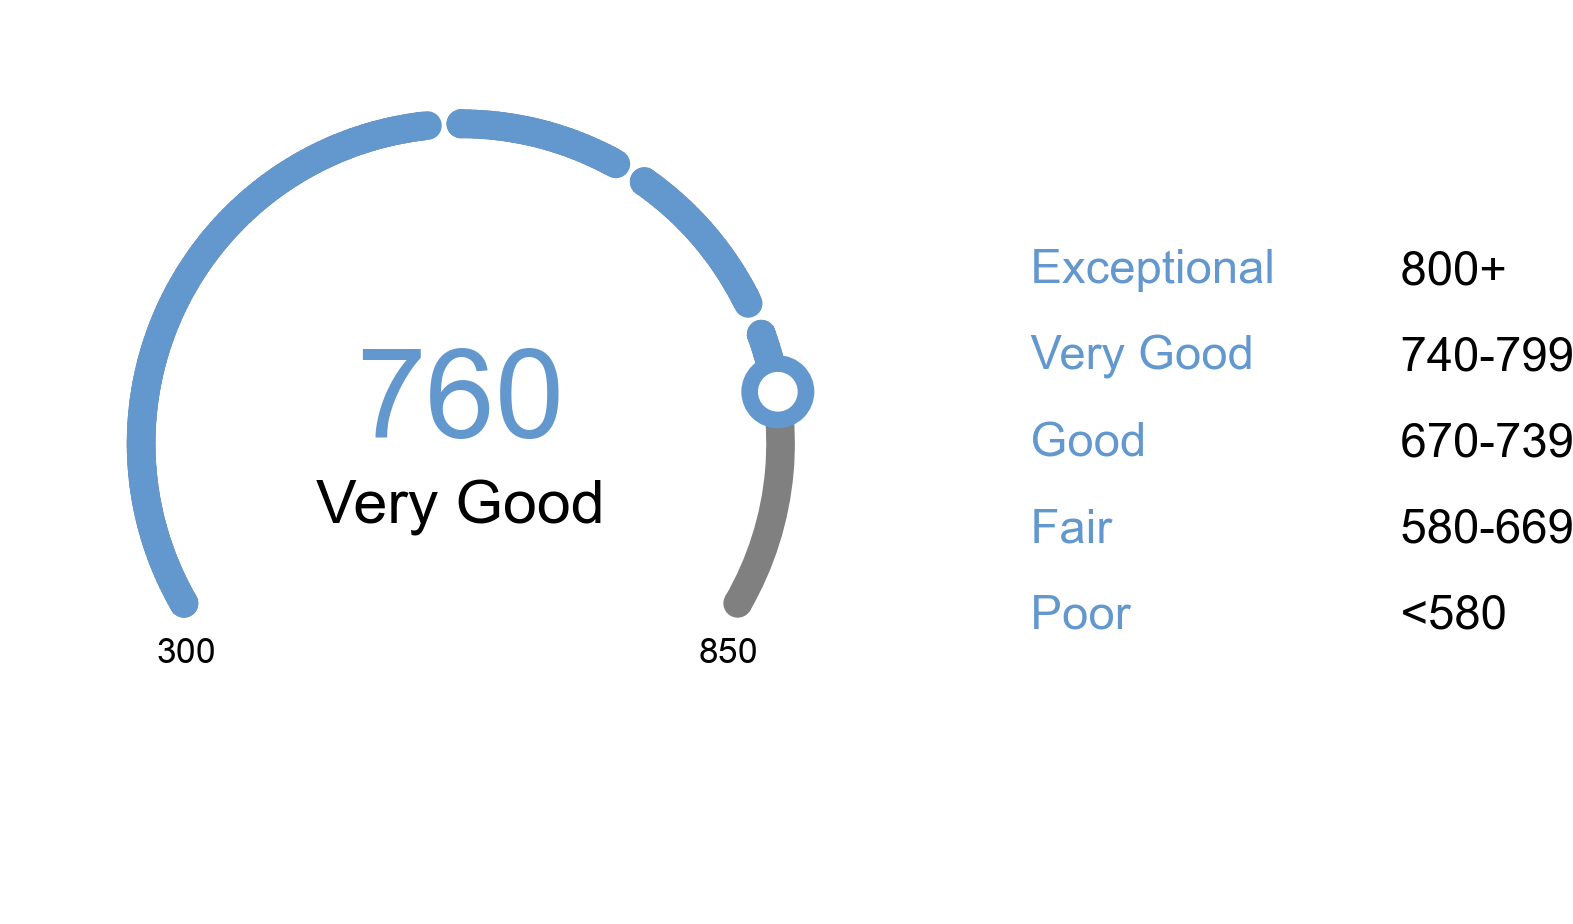 760
Very Good
300
850
Exceptional 800+
Very Good 740-799
Good 670-739
Fair 580-669
Poor <580